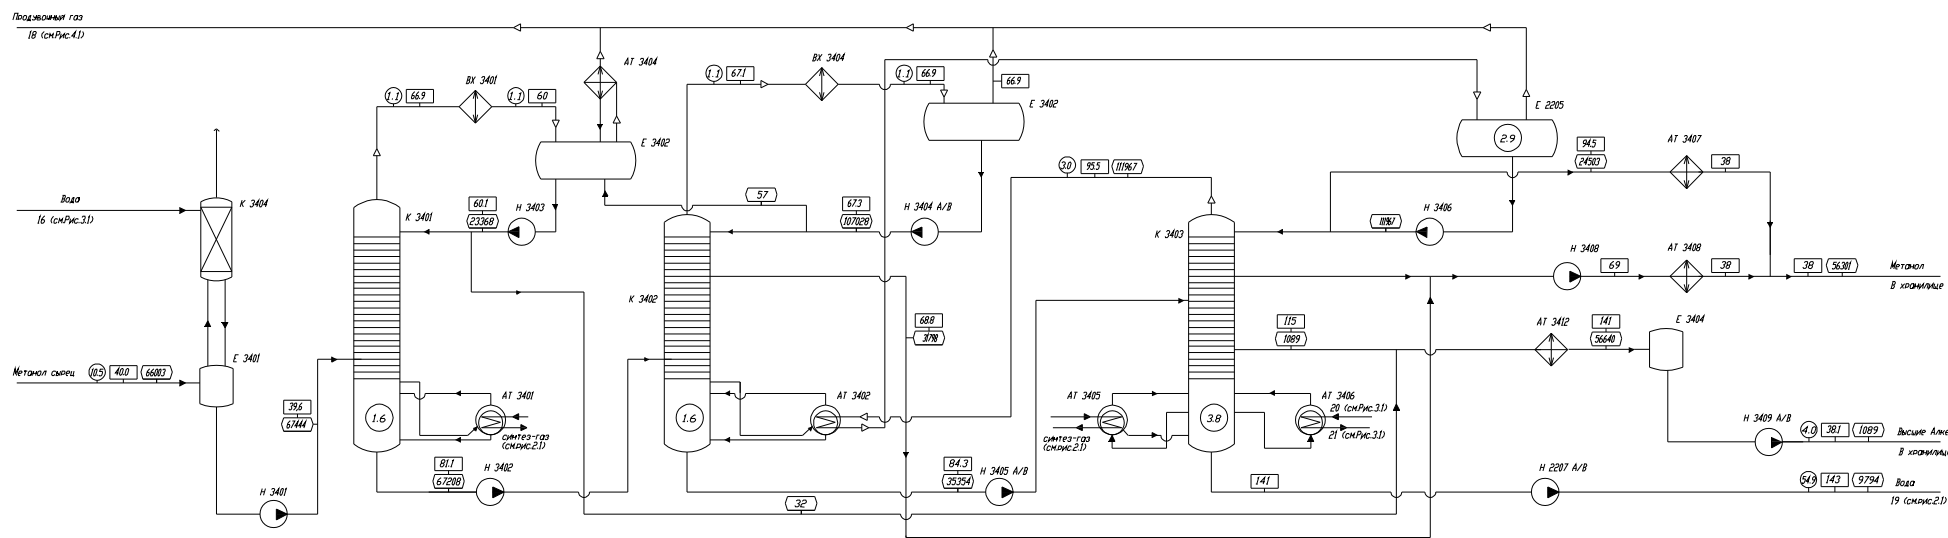 Продувочный газ
18 (см.Рис.4.1)
АТ 3404
ВХ 3401
1.1
66.9
1.1
60
Е 3402
1.1
67.1
ВХ 3404
1.1
66.9
66.9
Е 3402
Е 2205
2.9
94.5
24503
АТ 3407
38
Вода
16 (см.Рис.3.1)
К 3404
К 3401
60.1
23368
Н 3403
57
67.3
107028
Н 3404 А/В
3.0
95.5
111967
К 3403
111967
Н 3406
Н 3408
69
АТ 3408
38
38
56301
Метанол
В хранилище
К 3402
68.8
31798
115
1089
АТ 3412
141
56640
Е 3404
Е 3401
Метанол сырец
10.5
40.0
66003
39,6
67444
1.6
АТ 3401
синтез-газ
(см.рис.2.1)
1.6
АТ 3402
АТ 3405
синтез-газ
(см.рис.2.1)
3.8
АТ 3406
20 (см.Рис.3.1)
21 (см.Рис.3.1)
Н 3409 А/В
4.0
38.1
1089
Высшие Алке
В хранилище
81.1
67208
Н 3402
84.3
35354
Н 3405 А/В
141
Н 2207 А/В
54.9
143
9794
Вода
19 (см.рис.2.1)
Н 3401
32